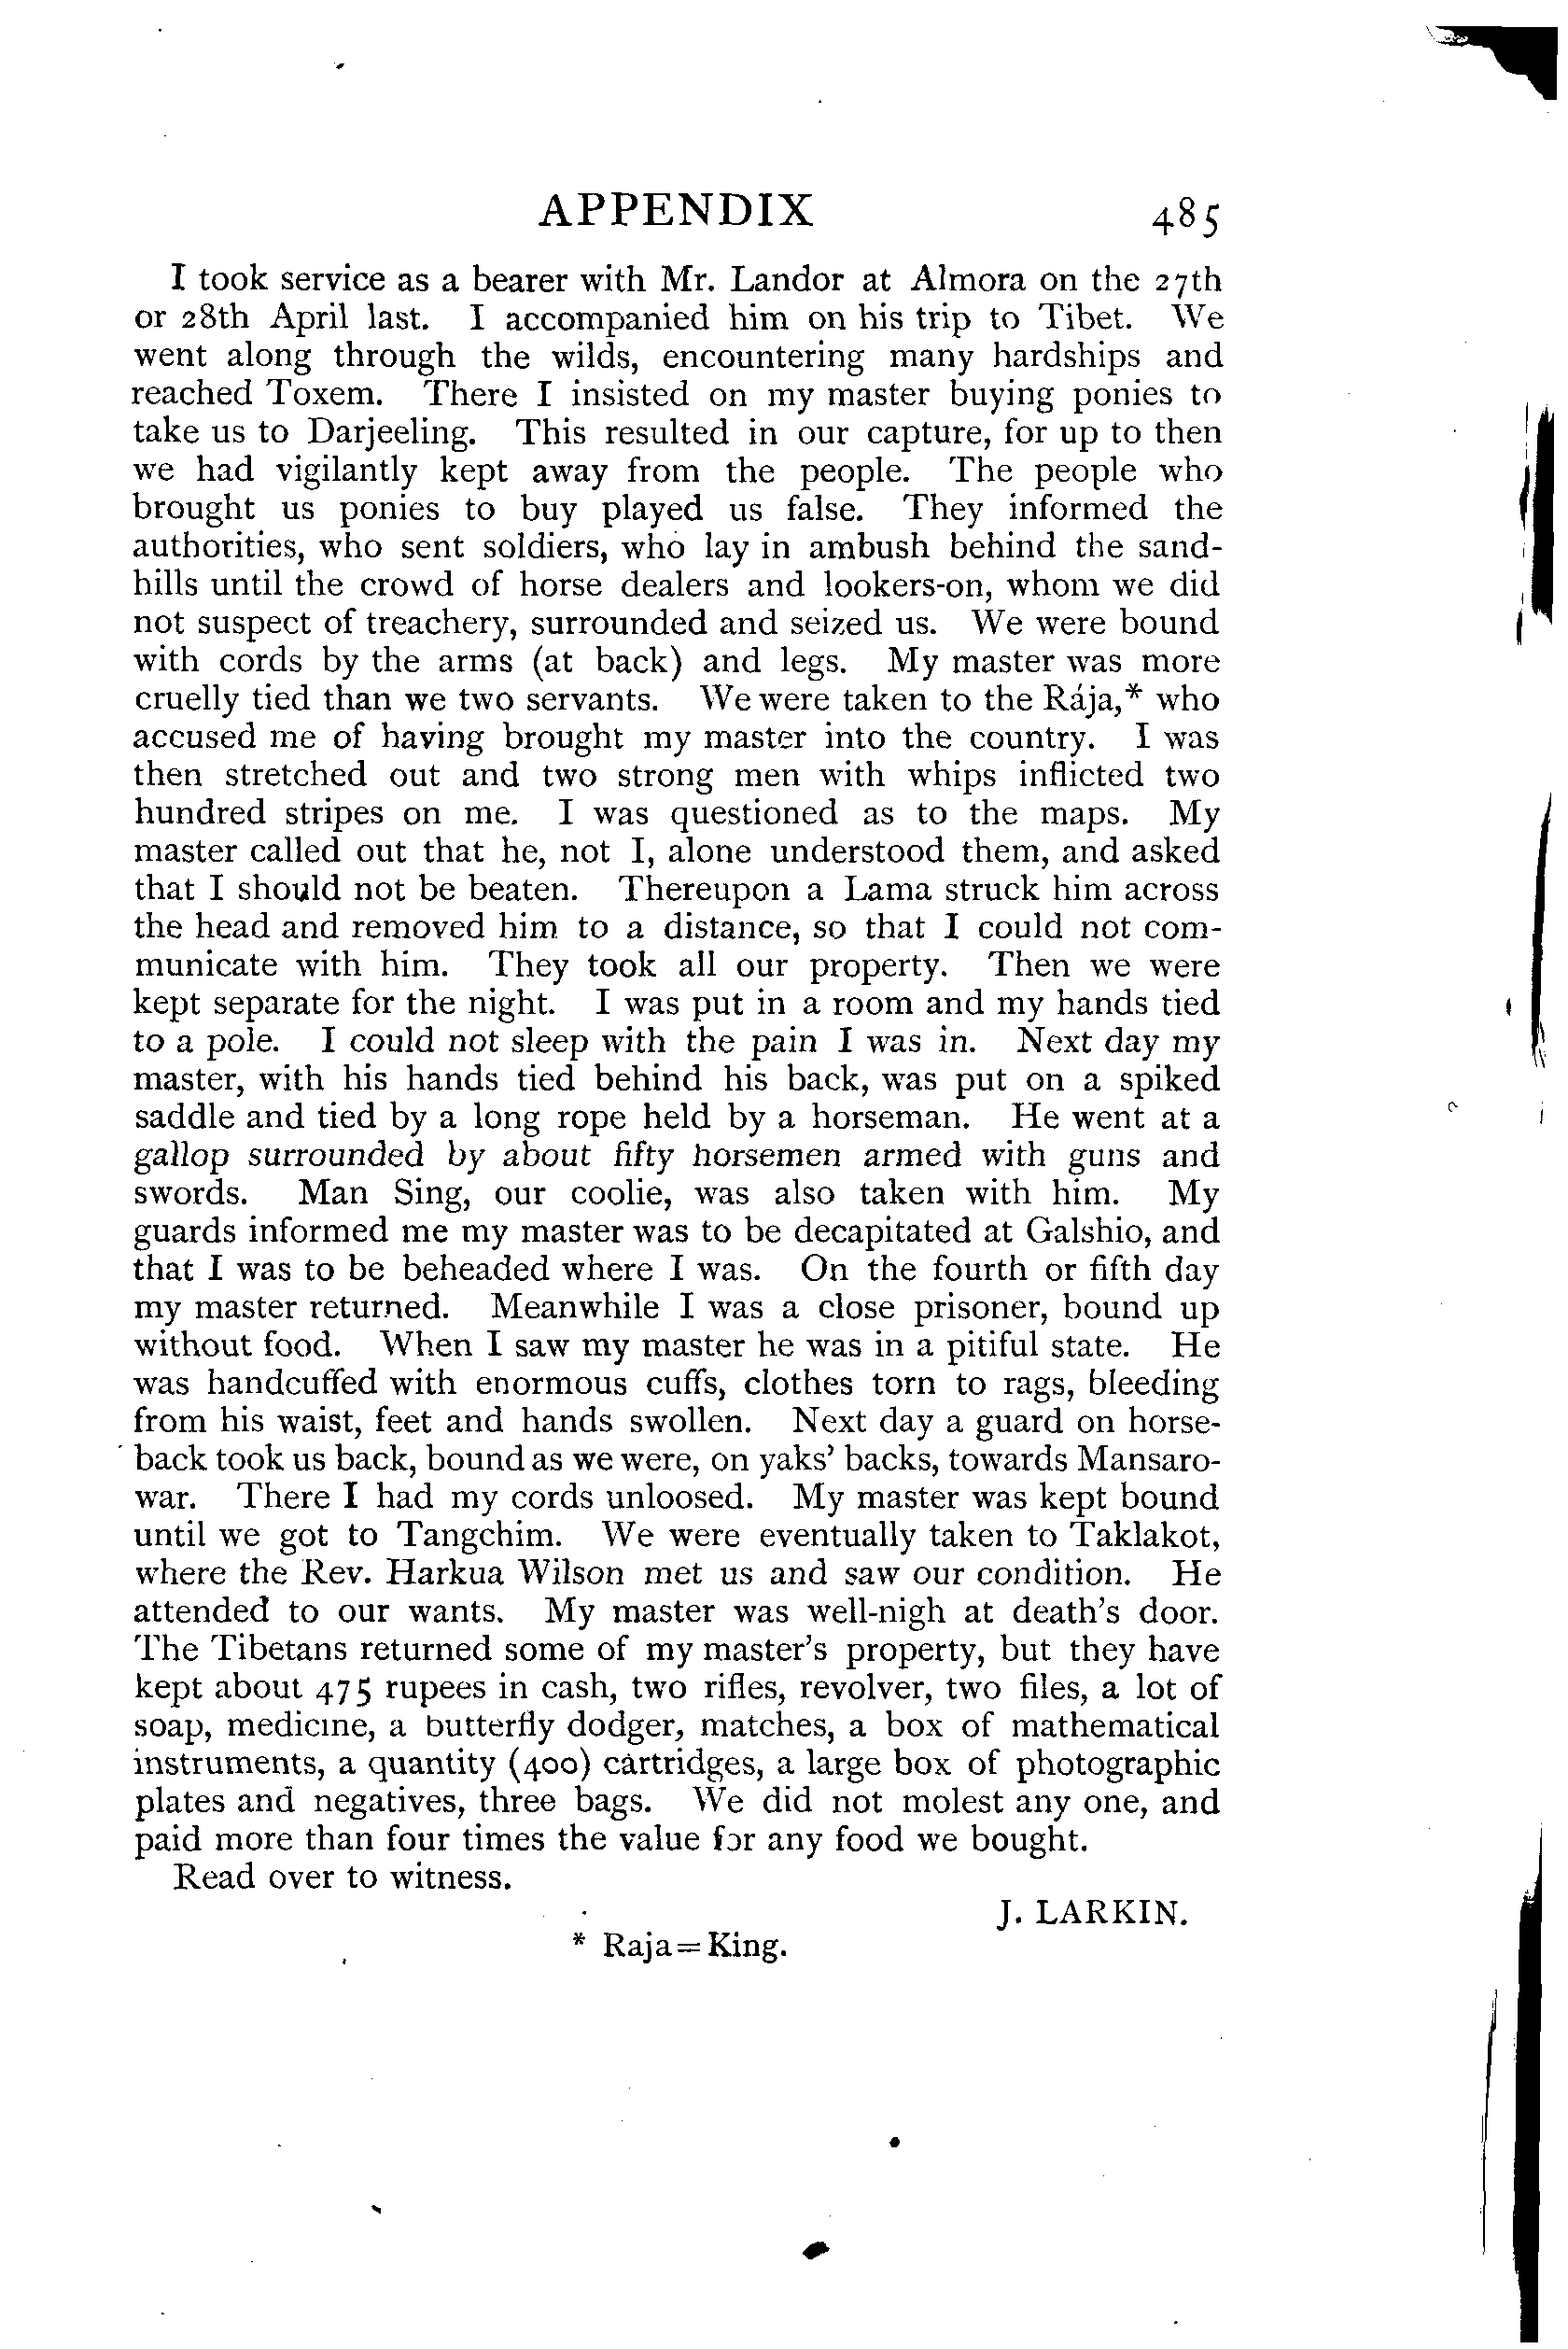 APPENDIX 485
I took service as a bearer with Mr. Landor at Almora on the 27th
or 28th April last. I accompanied him on his trip to Tibet. We
went along through the wilds, encountering many hardships and
reached Toxem. There I insisted on my master buying ponies to
take us to Darjeeling. This resulted in our capture, for up to then
we had vigilantly kept away from the people. The people who
brought us ponies to buy played us false. They informed the
authorities, who sent soldiers, who lay in ambush behind the sand-
hills until the crowd of horse dealers and lookers-on, whom we did
not suspect of treachery, surrounded and seized us. We were bound
with cords by the arms (at back) and legs. My master was more
cruelly tied than we two servants. We were taken to the Rája,* who
accused me of having brought my master into the country. I was
then stretched out and two strong men with whips inflicted two
hundred stripes on me. I was questioned as to the maps. My
master called out that he, not I, alone understood them, and asked
that I should not be beaten. Thereupon a Lama struck him across
the head and removed him to a distance, so that I could not com-
municate with him. They took all our property. Then we were
kept separate for the night. I was put in a room and my hands tied
to a pole. I could not sleep with the pain I was in. Next day my
master, with his hands tied behind his back, was put on a spiked
saddle and tied by a long rope held by a horseman. He went at a
gallop surrounded by about fifty horsemen armed with guns and
swords. Man Sing, our coolie, was also taken with him. My
guards informed me my master was to be decapitated at Galshio, and
that I was to be beheaded where I was. On the fourth or fifth day
my master returned. Meanwhile I was a close prisoner, bound up
without food. When I saw my master he was in a pitiful state. He
was handcuffed with enormous cuffs, clothes torn to rags, bleeding
from his waist, feet and hands swollen. Next day a guard on horse-
back took us back, bound as we were, on yaks' backs, towards Mansaro-
war. There I had my cords unloosed. My master was kept bound
until we got to Tangchim. We were eventually taken to Taklakot,
where the Rev. Harkua Wilson met us and saw our condition. He
attended to our wants. My master was well-nigh at death's door.
The Tibetans returned some of my master's property, but they have
kept about 475 rupees in cash, two rifles, revolver, two files, a lot of
soap, medicine, a butterfly dodger, matches, a box of mathematical
instruments, a quantity (400) cartridges, a large box of photographic
plates and negatives, three bags. We did not molest any one, and
paid more than four times the value for any food we bought.
Read over to witness.
J. LARKIN.
* Raja=King.